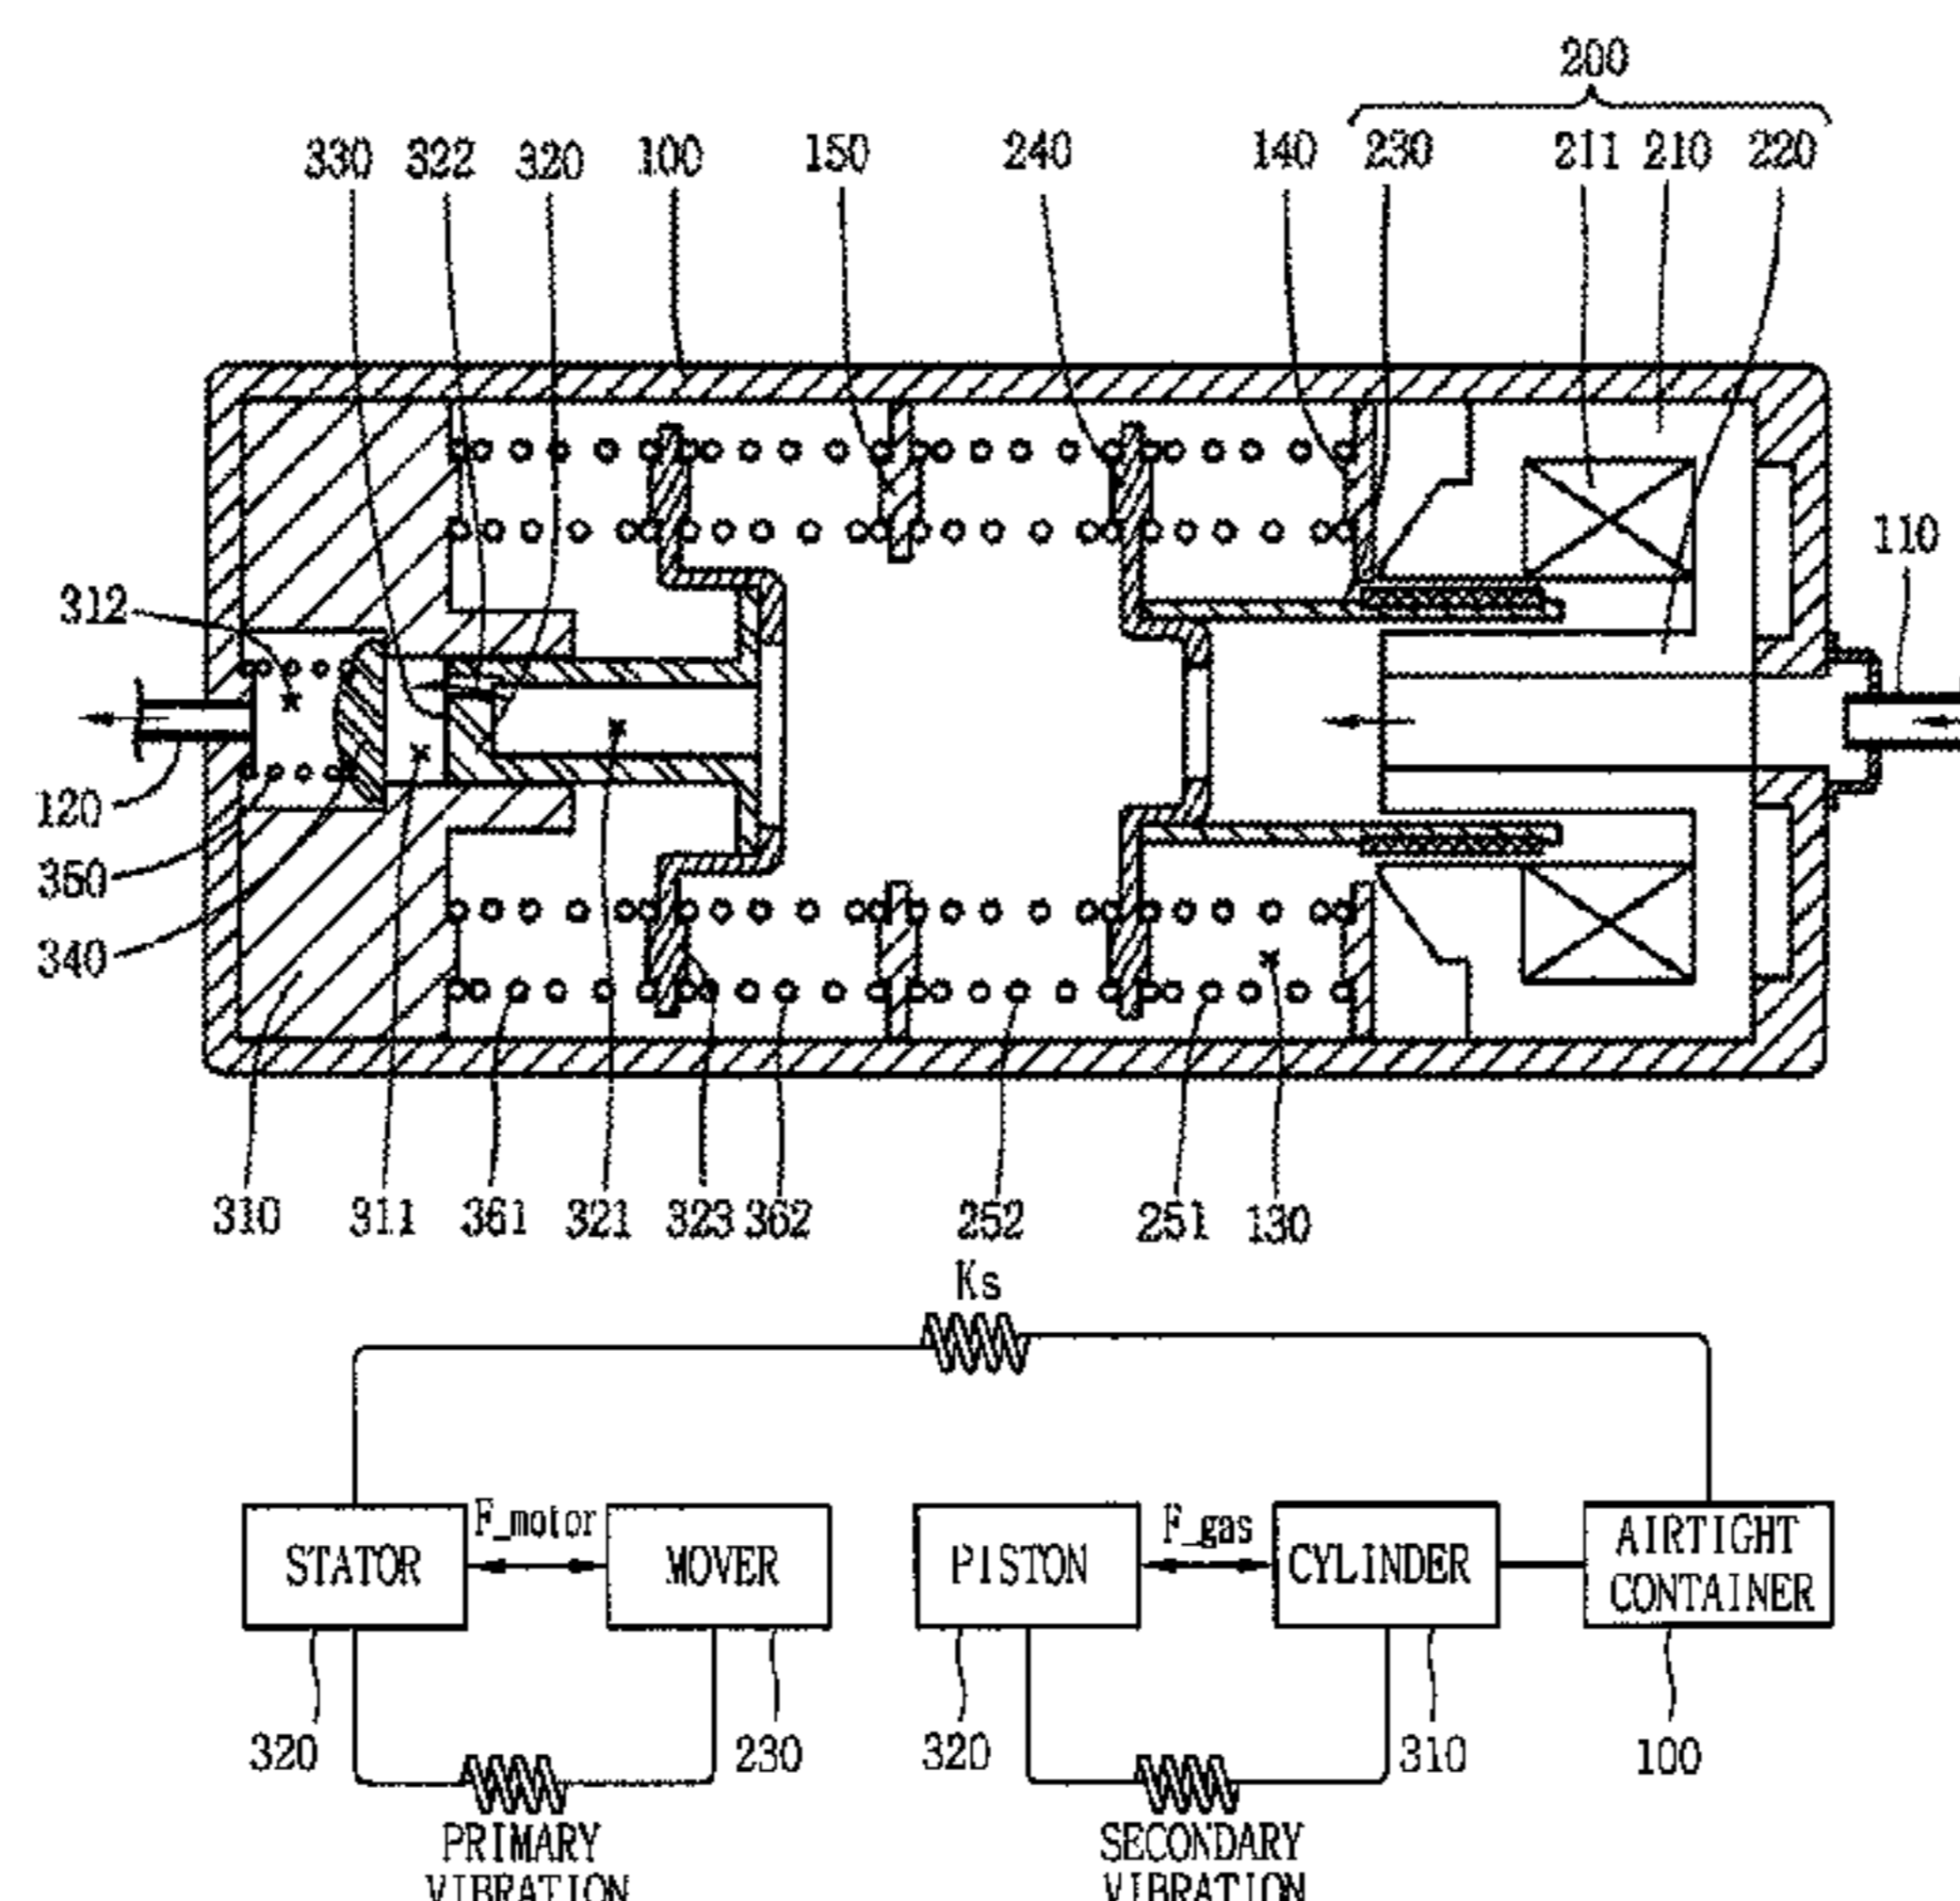 200
330 322 320 100 150 240 140 230 211 210 220
110
312
120
350
340
310 311 361 321 323 362 252 251 130
Ks
F_motor F_gas
STATOR MOVER PISTON CYLINDER AIRTIGHT
CONTAINER
320 230 320 310 100
PRIMARY
VIBRATION
SECONDARY
VIBRATION